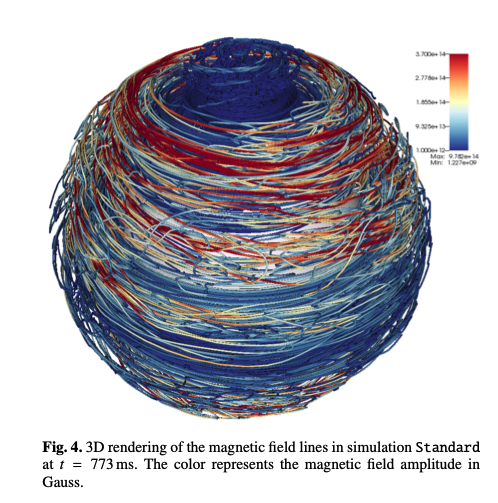 3.700e+14
2.778e+14
1.855e+14
9.325e+13
1.000e+12
Max: 9.782e+14
Min: 1.227e+09
Fig. 4. 3D rendering of the magnetic field lines in simulation Standard
at t = 773 ms. The color represents the magnetic field amplitude in
Gauss.